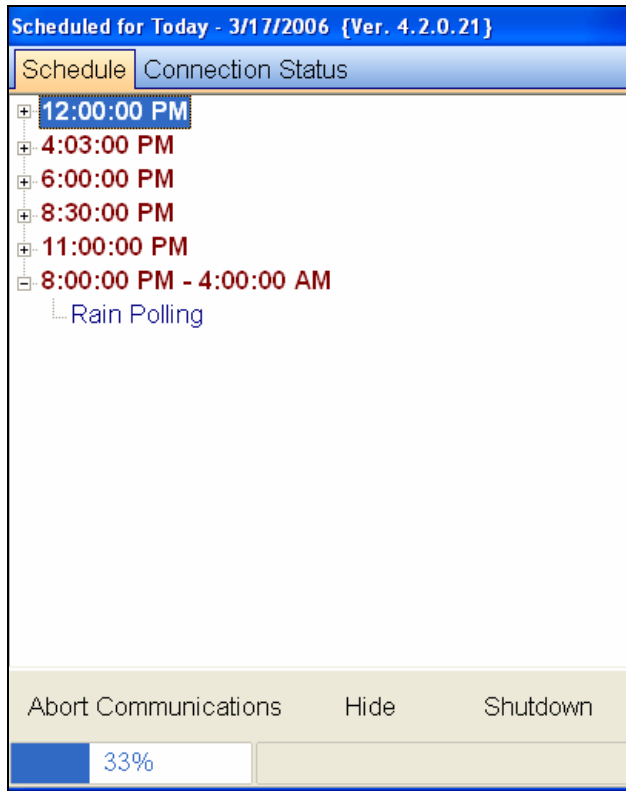 Scheduled for Today - 3/17/2006 {Ver. 4.2.0.21}
Schedule Connection Status
12:00:00 PM
4:03:00 PM
6:00:00 PM
8:30:00 PM
11:00:00 PM
8:00:00 PM - 4:00:00 AM
Rain Polling
Abort Communications Hide Shutdown
33%